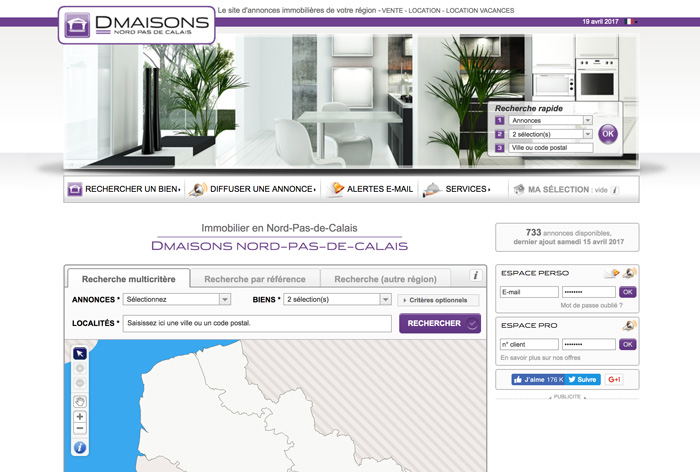 Le site d'annonces immobilières de votre région - VENTE - LOCATION - LOCATION VACANCES
DMAISONS
NORD PAS DE CALAIS
19 avril 2017
Recherche rapide
1 Annonces
2 2 sélection(s)
3 Ville ou code postal
OK
RECHERCHER UN BIEN
DIFFUSER UNE ANNONCE
ALERTES E-MAIL
SERVICES
MA SÉLECTION : vide i
Immobilier en Nord-Pas-de-Calais
DMAISONS NORD-PAS-DE-CALAIS
733 annonces disponibles,
dernier ajout samedi 15 avril 2017
Recherche multicritère
Recherche par référence
Recherche (autre région)
i
ANNONCES * Sélectionnez
BIENS * 2 sélection(s)
Critères optionnels
LOCALITÉS * Saisissez ici une ville ou un code postal.
RECHERCHER
ESPACE PERSO
E-mail
••••••••
OK
Mot de passe oublié ?
ESPACE PRO
n° client
••••••••
OK
En savoir plus sur nos offres
J'aime 176 K
Suivre
G+1
PUBLICITE
+
−
i